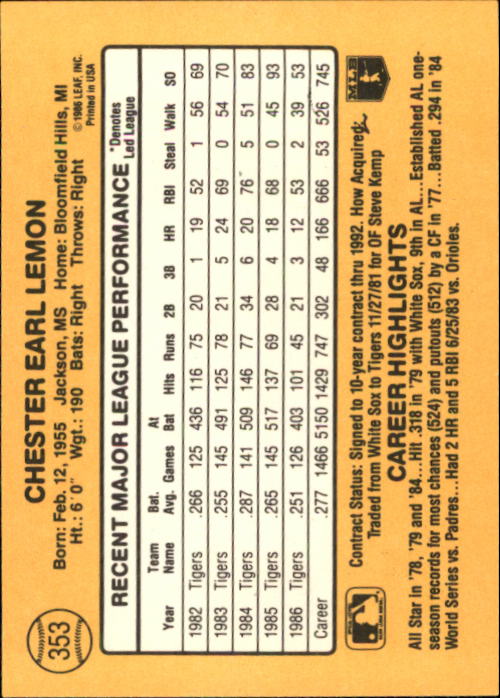 353
CHESTER EARL LEMON
Born: Feb. 12, 1955 Jackson, MS Home: Bloomfield Hills, MI
Ht.: 6´0" Wgt.: 190 Bats: Right Throws: Right
© 1986 LEAF, INC.
Printed in USA
RECENT MAJOR LEAGUE PERFORMANCE
*Denotes
Led League
Team Bat. At
Year Name Avg. Games Bat Hits Runs 2B 3B HR RBI Steal Walk SO
1982 Tigers .266 125 436 116 75 20 1 19 52 1 56 69
1983 Tigers .255 145 491 125 78 21 5 24 69 0 54 70
1984 Tigers .287 141 509 146 77 34 6 20 76 5 51 83
1985 Tigers .265 145 517 137 69 28 4 18 68 0 45 93
1986 Tigers .251 126 403 101 45 21 3 12 53 2 39 53
Career .277 1466 5150 1429 747 302 48 166 666 53 526 745
Contract Status: Signed to 10-year contract thru 1992. How Acquired
Traded from White Sox to Tigers 11/27/81 for OF Steve Kemp
MLB
CAREER HIGHLIGHTS
All Star in '78, '79 and '84...Hit .318 in '79 with White Sox, 9th in AL...Established AL one-
season records for most chances (524) and putouts (512) by a CF in '77...Batted .294 in '84
World Series vs. Padres...Had 2 HR and 5 RBI 6/25/83 vs. Orioles.